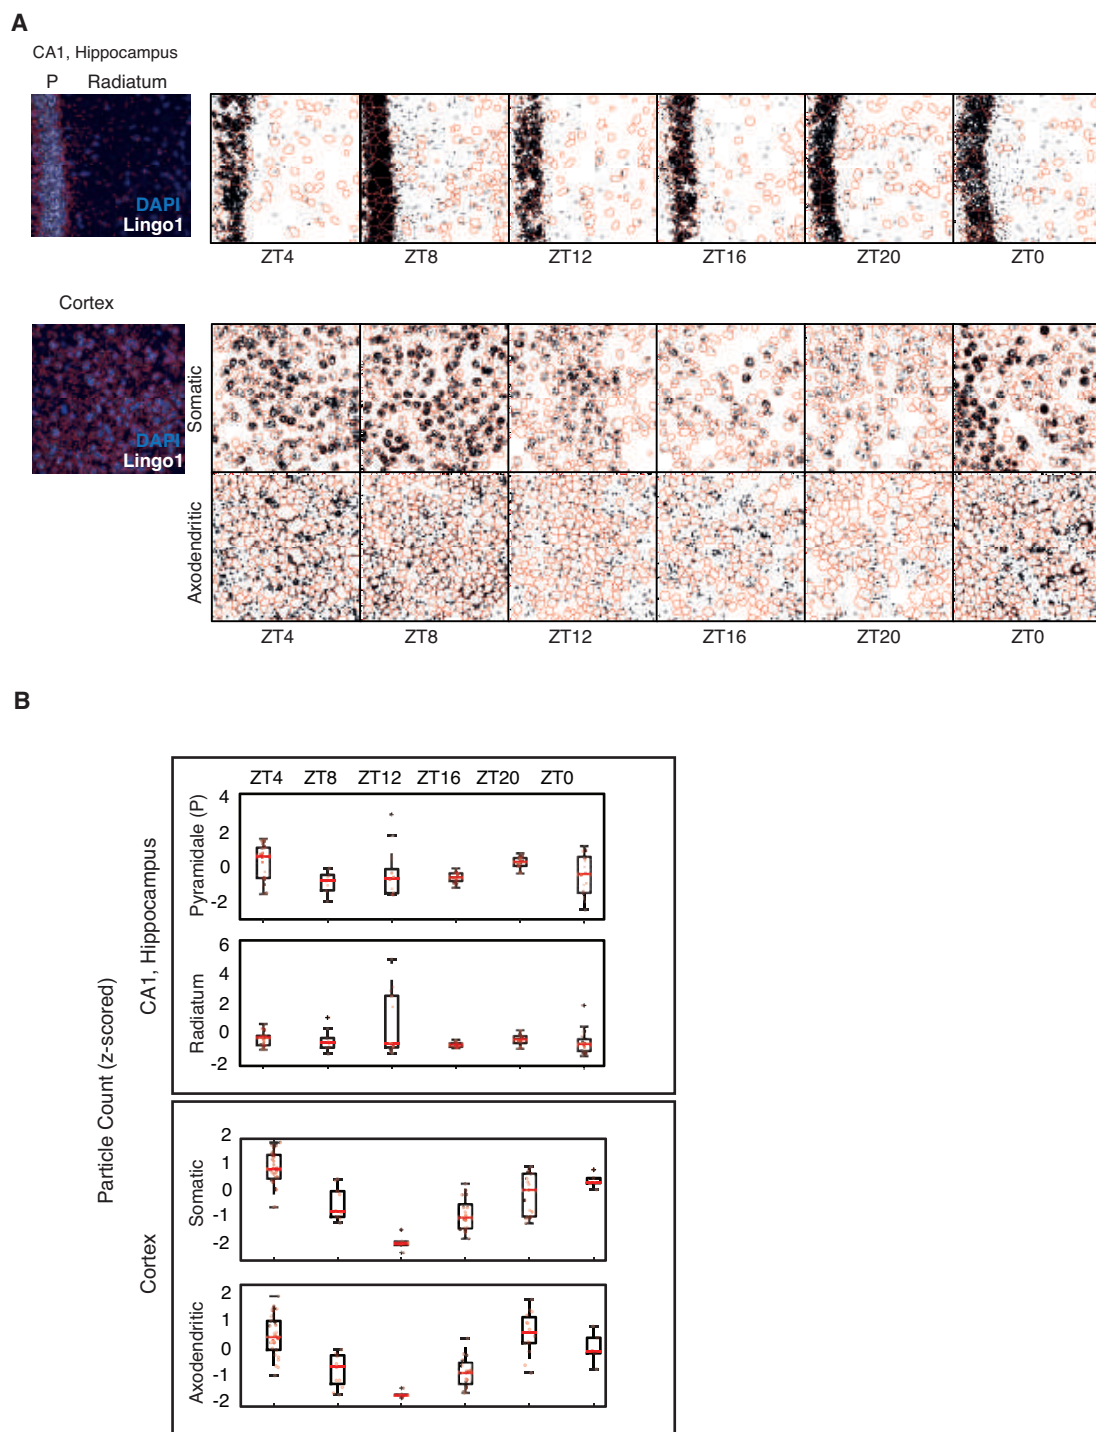 A
CA1, Hippocampus
P Radiatum
DAPI
Lingo1
ZT4 ZT8 ZT12 ZT16 ZT20 ZT0
Cortex
DAPI
Lingo1
Somatic
Axodendritic
ZT4 ZT8 ZT12 ZT16 ZT20 ZT0
B
Particle Count (z-scored)
CA1, Hippocampus
ZT4 ZT8 ZT12 ZT16 ZT20 ZT0
Pyramidale (P)
4
2
0
-2
Radiatum
6
4
2
0
-2
Cortex
Somatic
2
1
0
-1
-2
Axodendritic
2
1
0
-1
-2